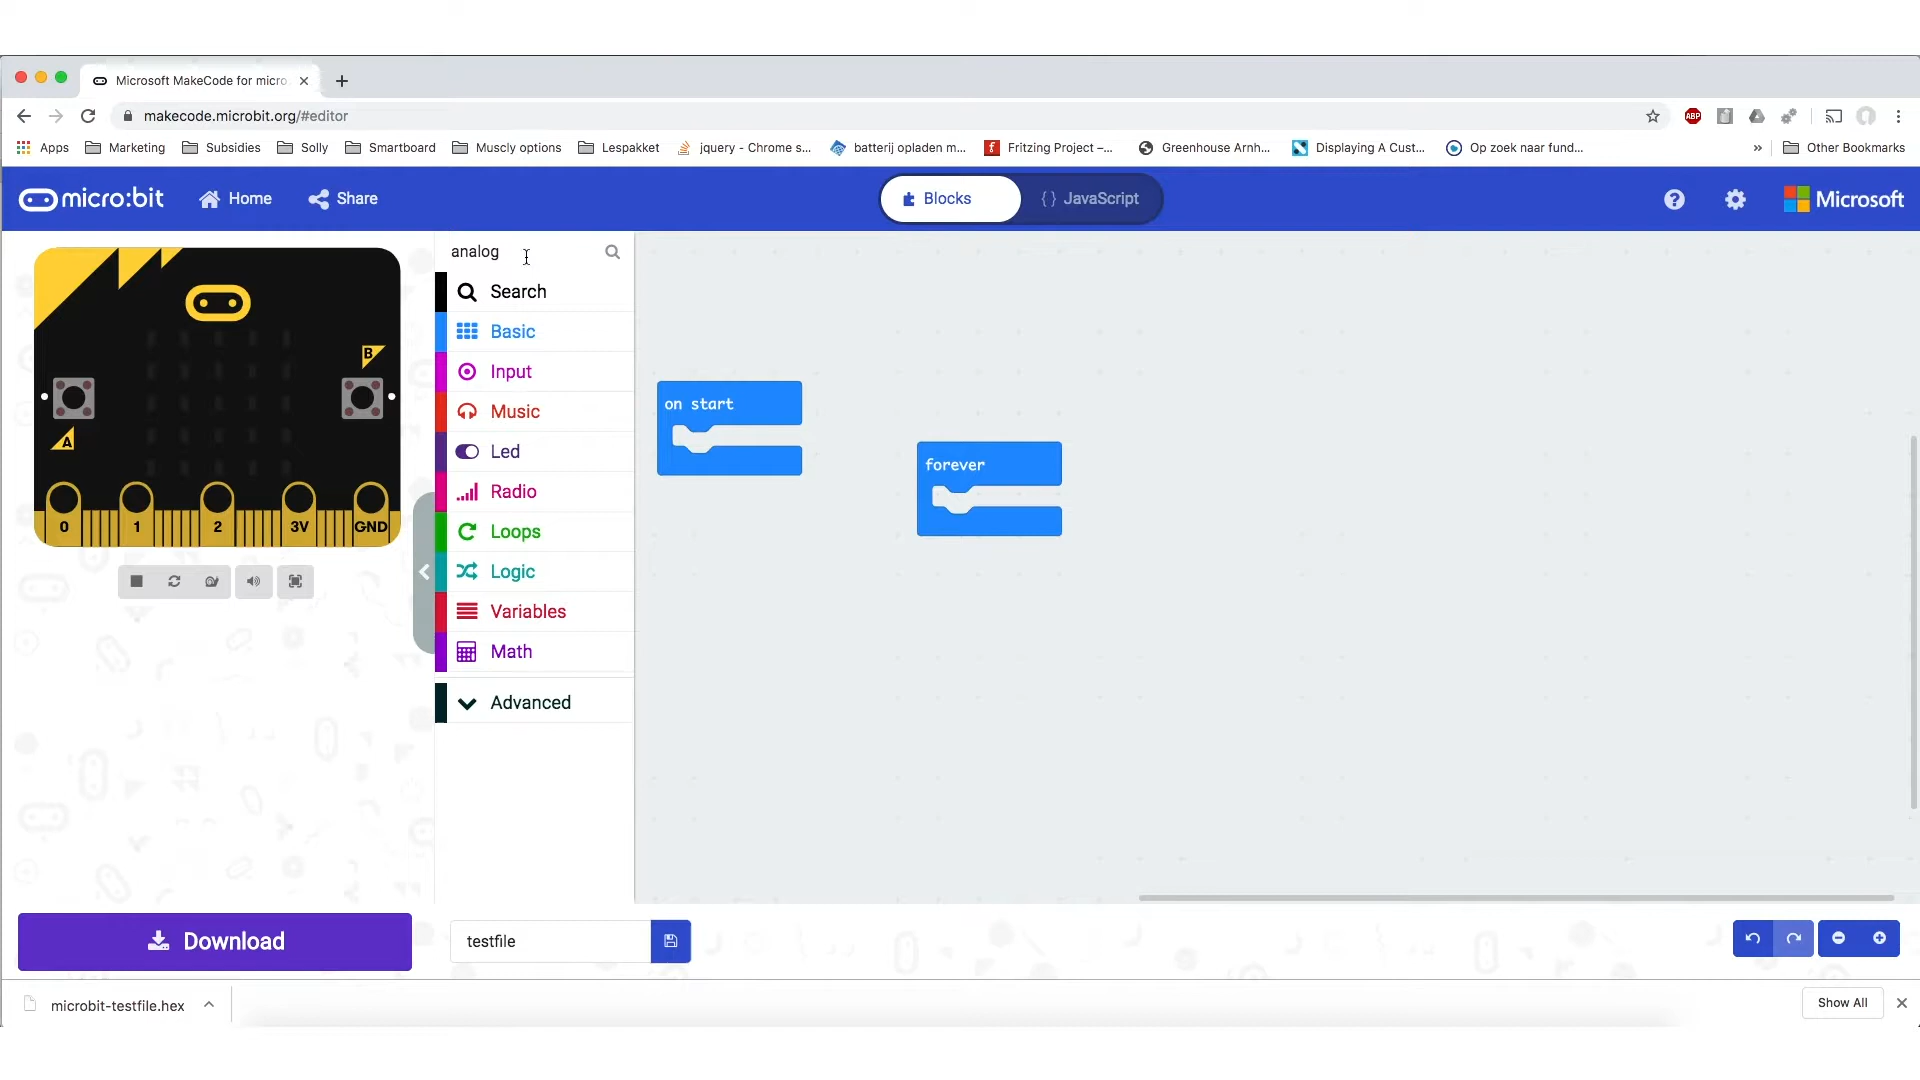 Microsoft MakeCode for micro
makecode.microbit.org/#editor
Apps Marketing Subsidies Solly Smartboard Muscly options Lespakket jquery - Chrome s... batterij opladen m... Fritzing Project –... Greenhouse Arnh... Displaying A Cust... Op zoek naar fund... » Other Bookmarks
ABP
micro:bit Home Share Blocks {} JavaScript ? Microsoft
analog
Search
Basic
Input
Music
Led
Radio
Loops
Logic
Variables
Math
Advanced
B
A
0 1 2 3V GND
on start
forever
Download
testfile
microbit-testfile.hex
Show All